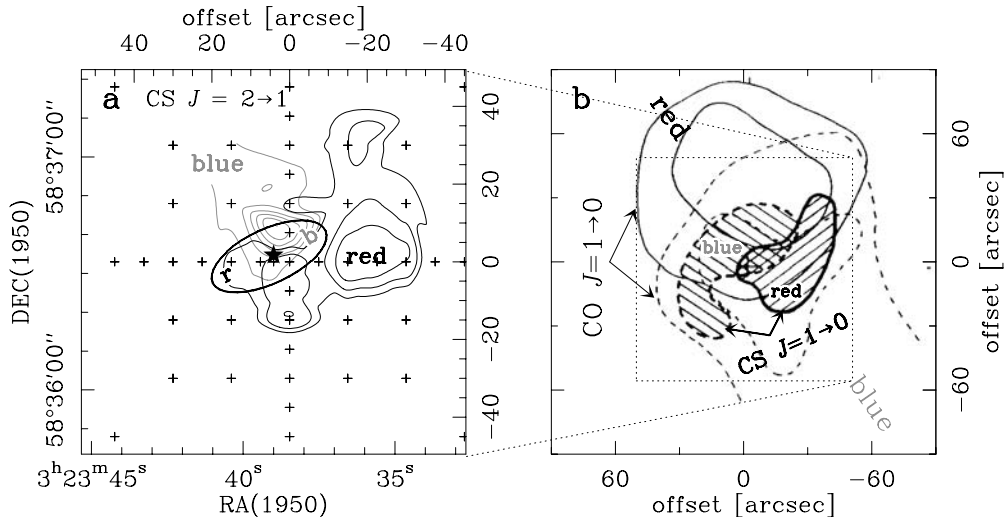 offset [arcsec]
40 20 0 −20 −40
a CS J = 2→1
blue
b
r
red
DEC(1950)
58°37'00"
58°36'00"
40
20
0
−20
−40
3ʰ23ᵐ45ˢ 40ˢ 35ˢ
RA(1950)
b
red
blue
red
CO J=1→0
CS J=1→0
blue
60
0
−60
offset [arcsec]
60 0 −60
offset [arcsec]